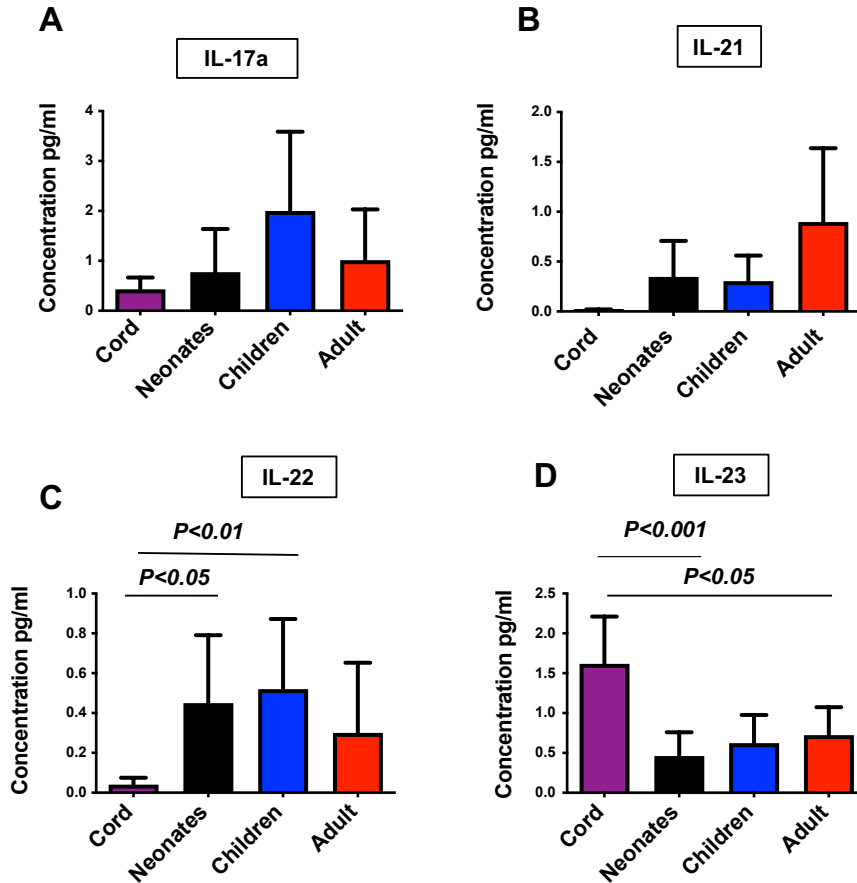 A
IL-17a
Concentration pg/ml
4
3
2
1
0
Cord
Neonates
Children
Adult
B
IL-21
Concentration pg/ml
2.0
1.5
1.0
0.5
0.0
Cord
Neonates
Children
Adult
C
IL-22
P<0.01
P<0.05
Concentration pg/ml
1.0
0.8
0.6
0.4
0.2
0.0
Cord
Neonates
Children
Adult
D
IL-23
P<0.001
P<0.05
Concentration pg/ml
2.5
2.0
1.5
1.0
0.5
0.0
Cord
Neonates
Children
Adult